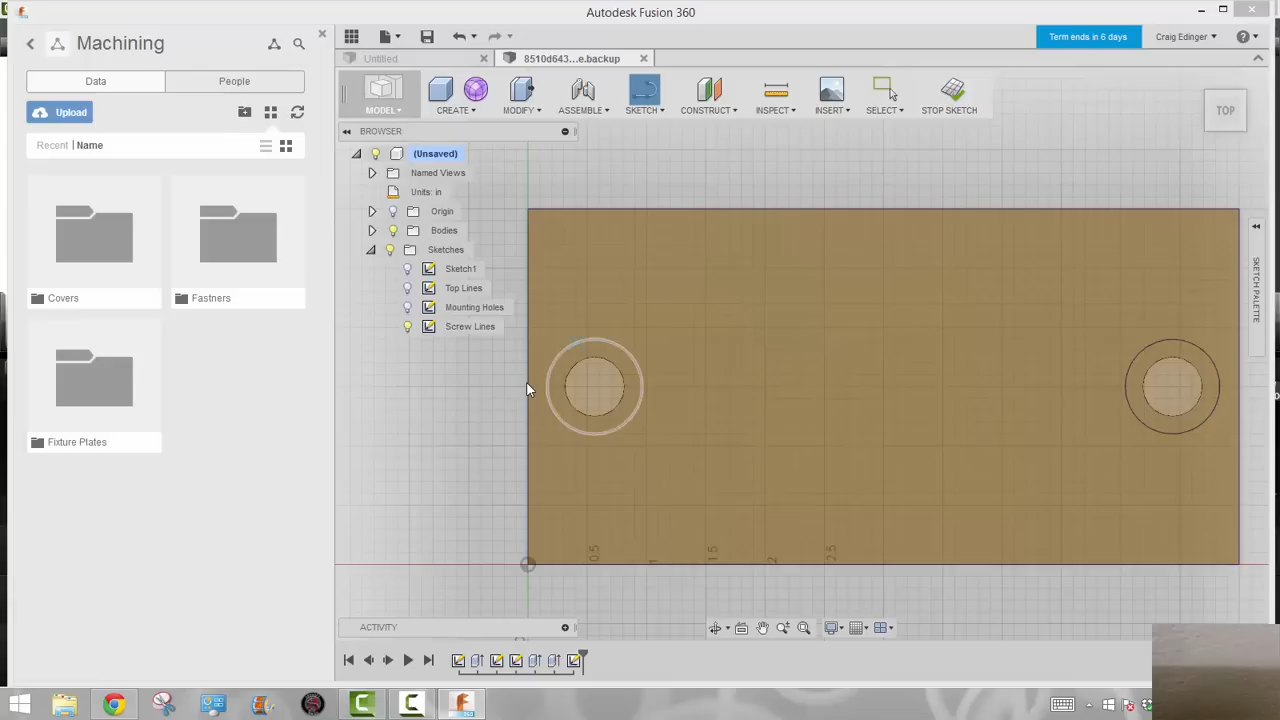 Autodesk Fusion 360
Machining
Data
People
Upload
Recent | Name
Covers
Fastners
Fixture Plates
Term ends in 6 days
Craig Edinger
Untitled
8510d643...e.backup
MODEL
CREATE
MODIFY
ASSEMBLE
SKETCH
CONSTRUCT
INSPECT
INSERT
SELECT
STOP SKETCH
TOP
BROWSER
(Unsaved)
Named Views
Units: in
Origin
Bodies
Sketches
Sketch1
Top Lines
Mounting Holes
Screw Lines
SKETCH PALETTE
0.5
1
1.5
2
2.5
ACTIVITY